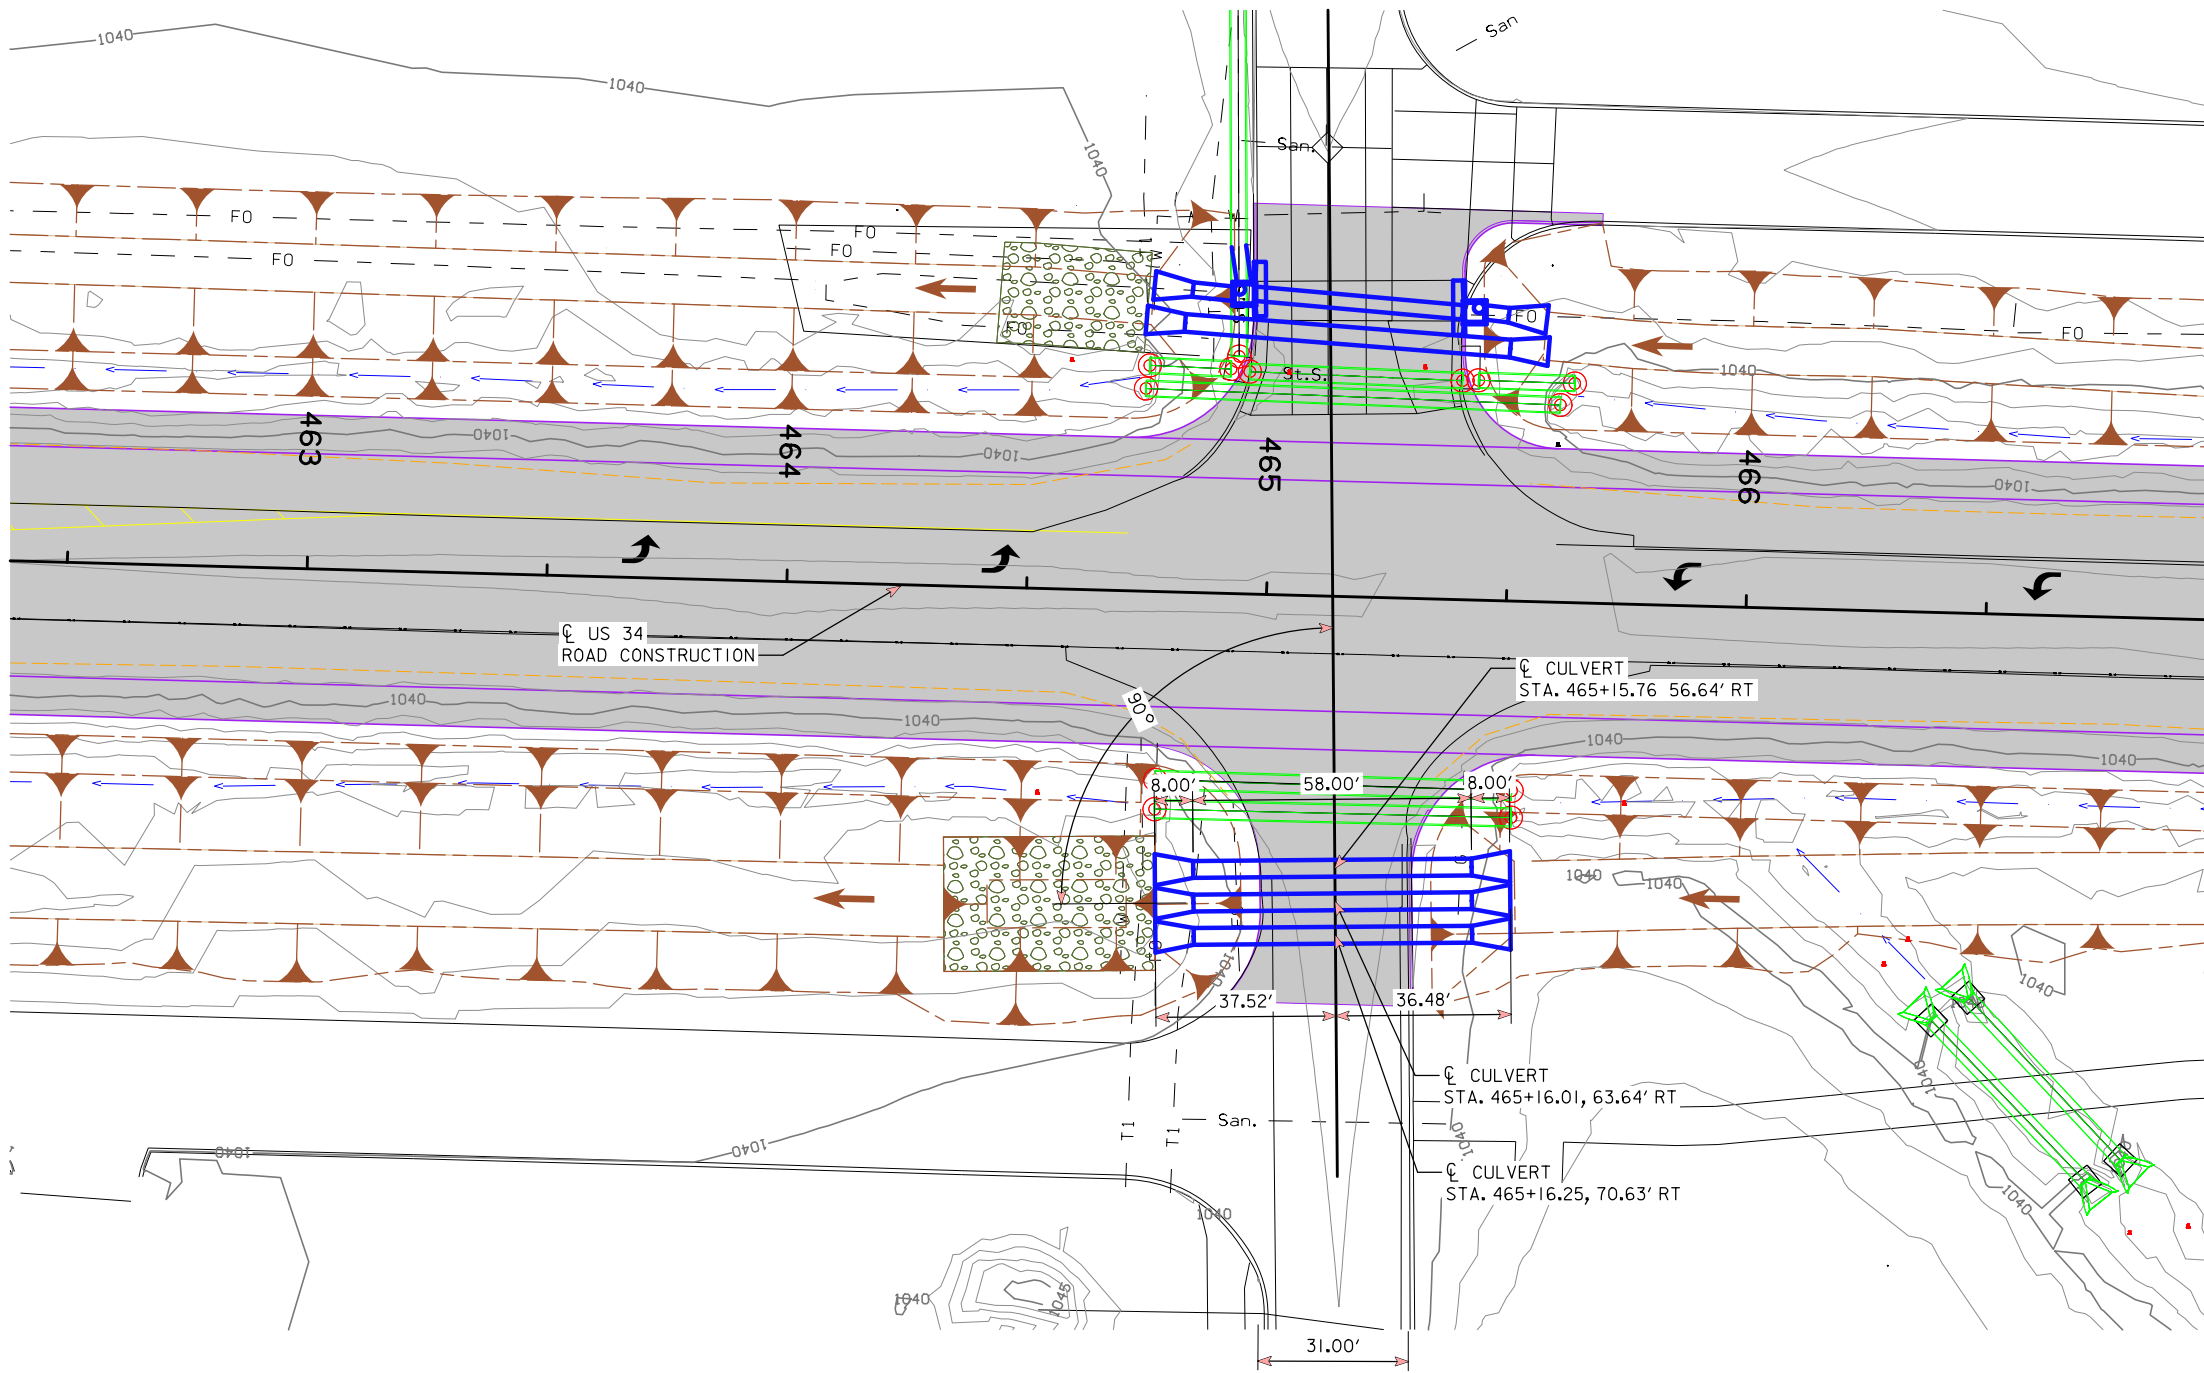 1040
1040
San
1040
San.
FO
FO
FO
FO
FO
FO
FO
St.S.
1040
463
464
465
466
1040
1040
1040
℄ US 34
ROAD CONSTRUCTION
℄ CULVERT
STA. 465+15.76 56.64' RT
90°
1040
1040
1040
1040
8.00'
58.00'
8.00'
1040
1040
1040
37.52'
36.48'
1040
1040
1040
℄ CULVERT
STA. 465+16.01, 63.64' RT
T1
T1
San.
1040
1040
1040
℄ CULVERT
STA. 465+16.25, 70.63' RT
1040
1040
1040
1045
31.00'